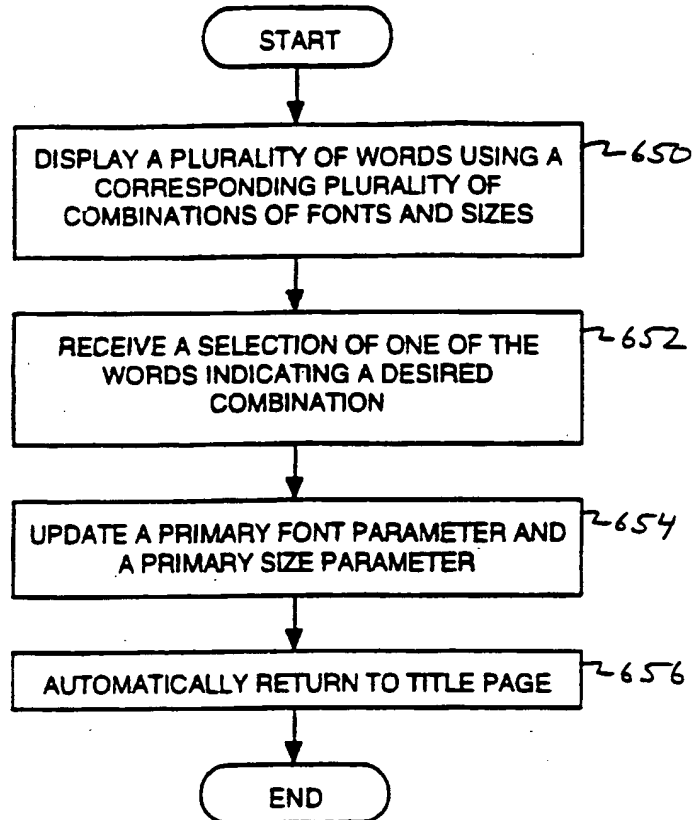 START
DISPLAY A PLURALITY OF WORDS USING A
CORRESPONDING PLURALITY OF
COMBINATIONS OF FONTS AND SIZES
650
RECEIVE A SELECTION OF ONE OF THE
WORDS INDICATING A DESIRED
COMBINATION
652
UPDATE A PRIMARY FONT PARAMETER AND
A PRIMARY SIZE PARAMETER
654
AUTOMATICALLY RETURN TO TITLE PAGE
656
END